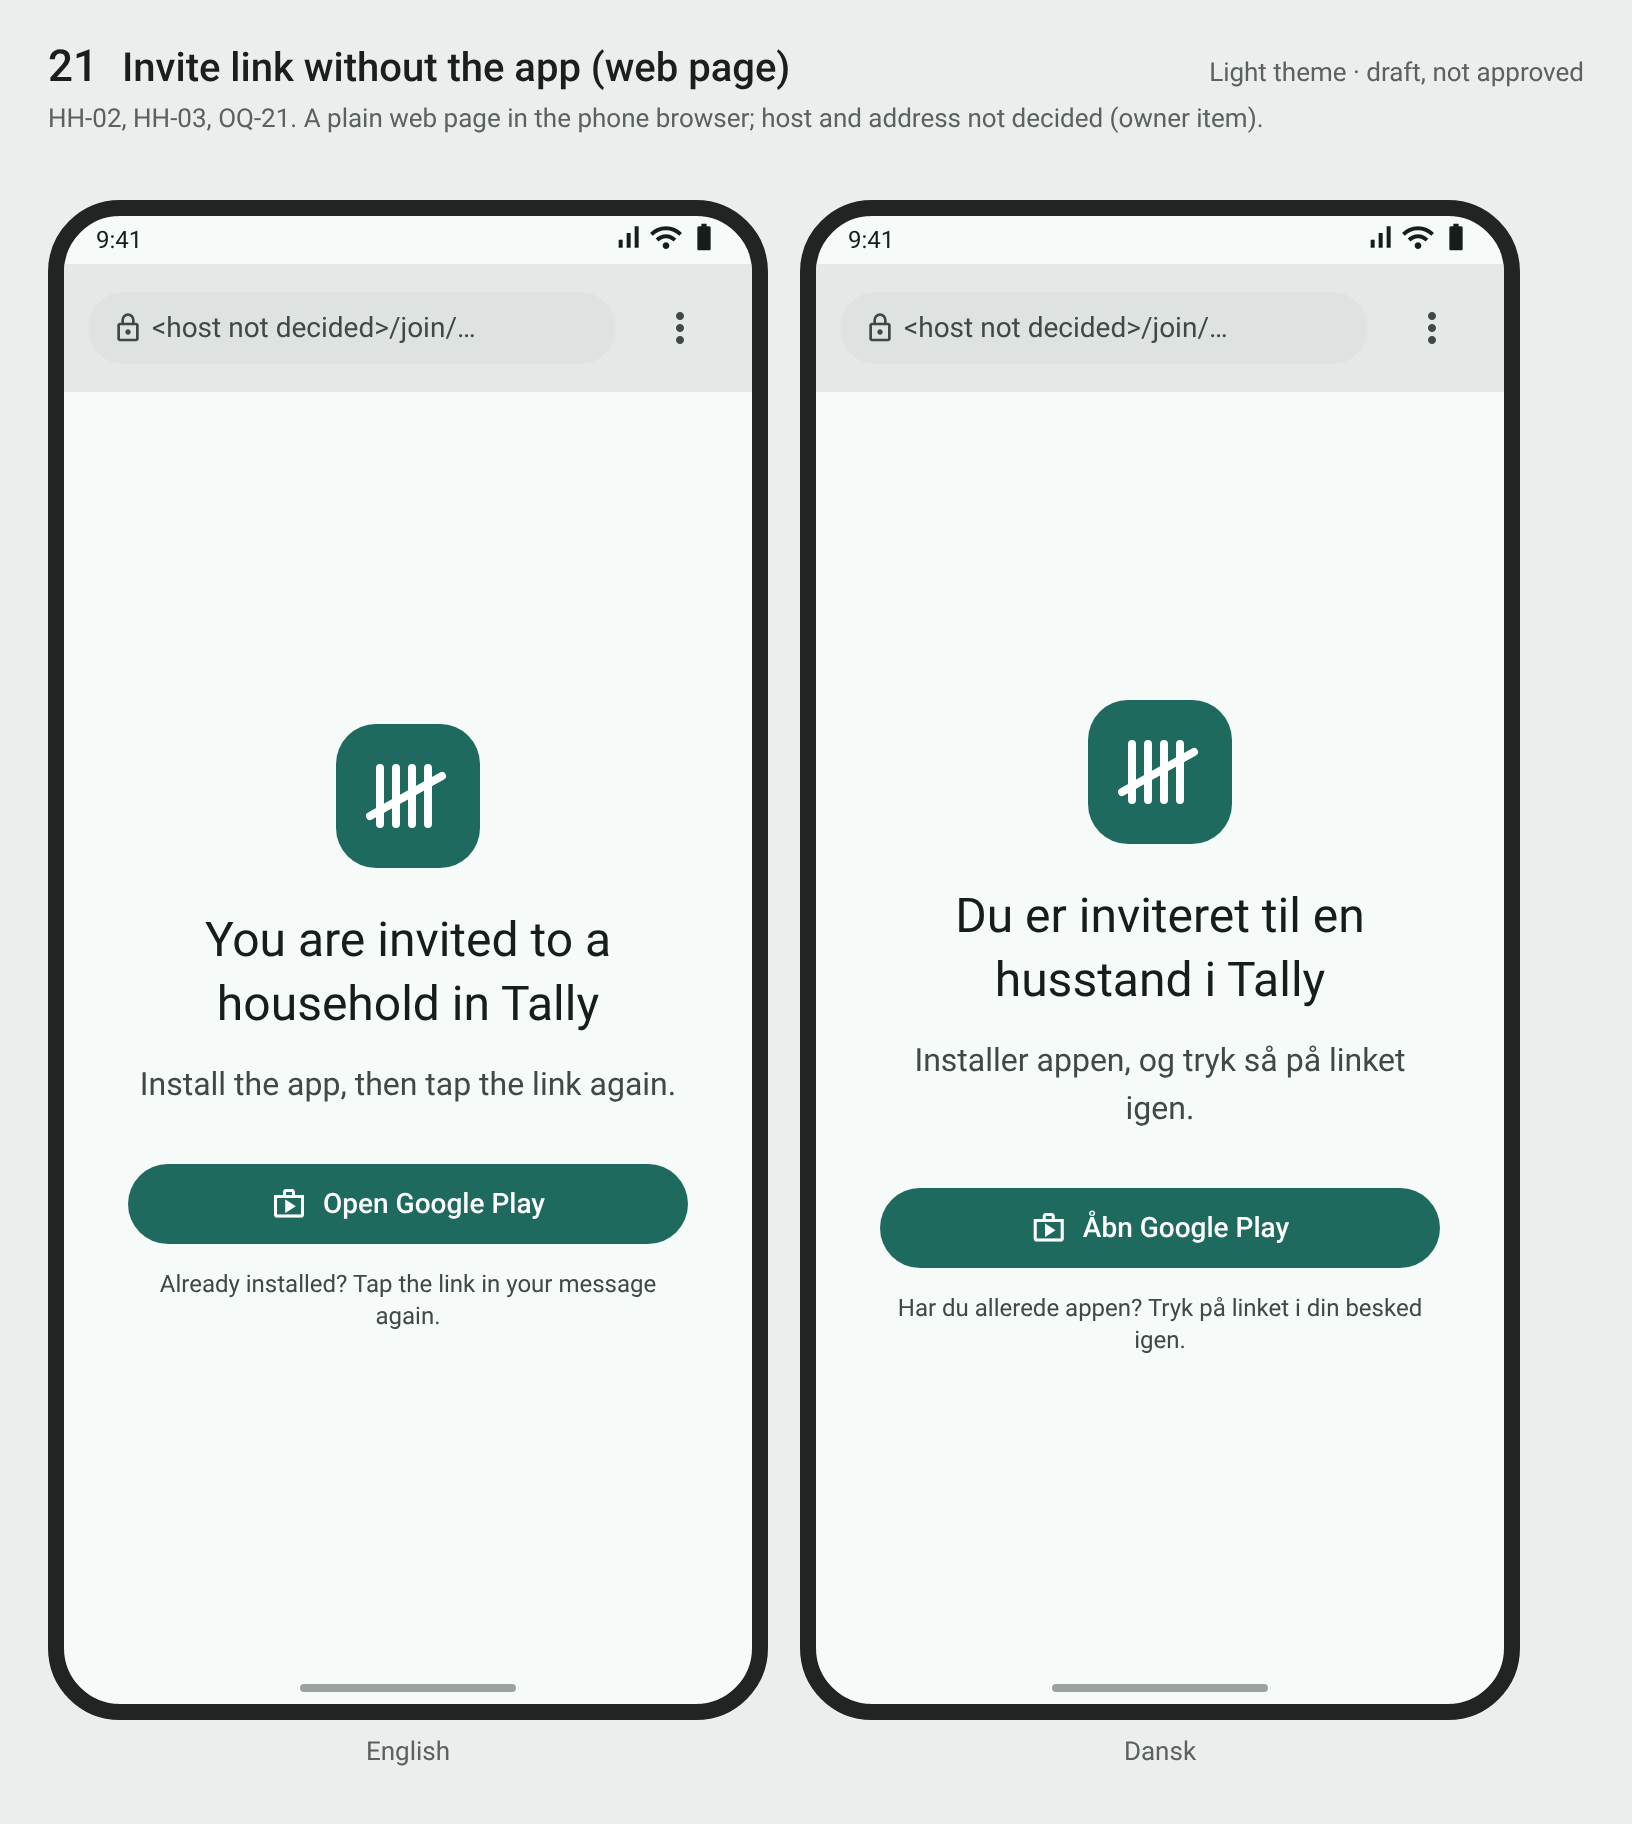 21 Invite link without the app (web page)
Light theme · draft, not approved
HH-02, HH-03, OQ-21. A plain web page in the phone browser; host and address not decided (owner item).
9:41
<host not decided>/join/…
You are invited to a
household in Tally
Install the app, then tap the link again.
Open Google Play
Already installed? Tap the link in your message
again.
English
9:41
<host not decided>/join/…
Du er inviteret til en
husstand i Tally
Installer appen, og tryk så på linket
igen.
Åbn Google Play
Har du allerede appen? Tryk på linket i din besked
igen.
Dansk